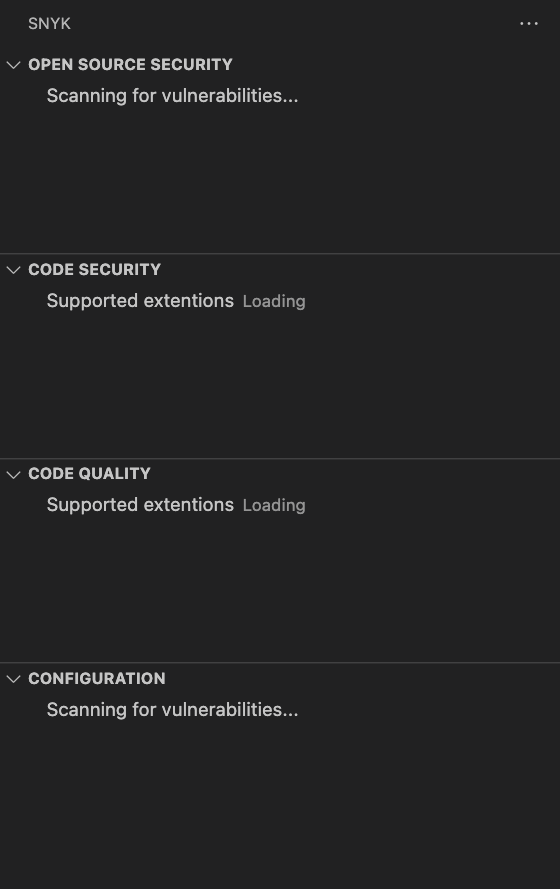 SNYK
OPEN SOURCE SECURITY
Scanning for vulnerabilities...
CODE SECURITY
Supported extentions Loading
CODE QUALITY
Supported extentions Loading
CONFIGURATION
Scanning for vulnerabilities...